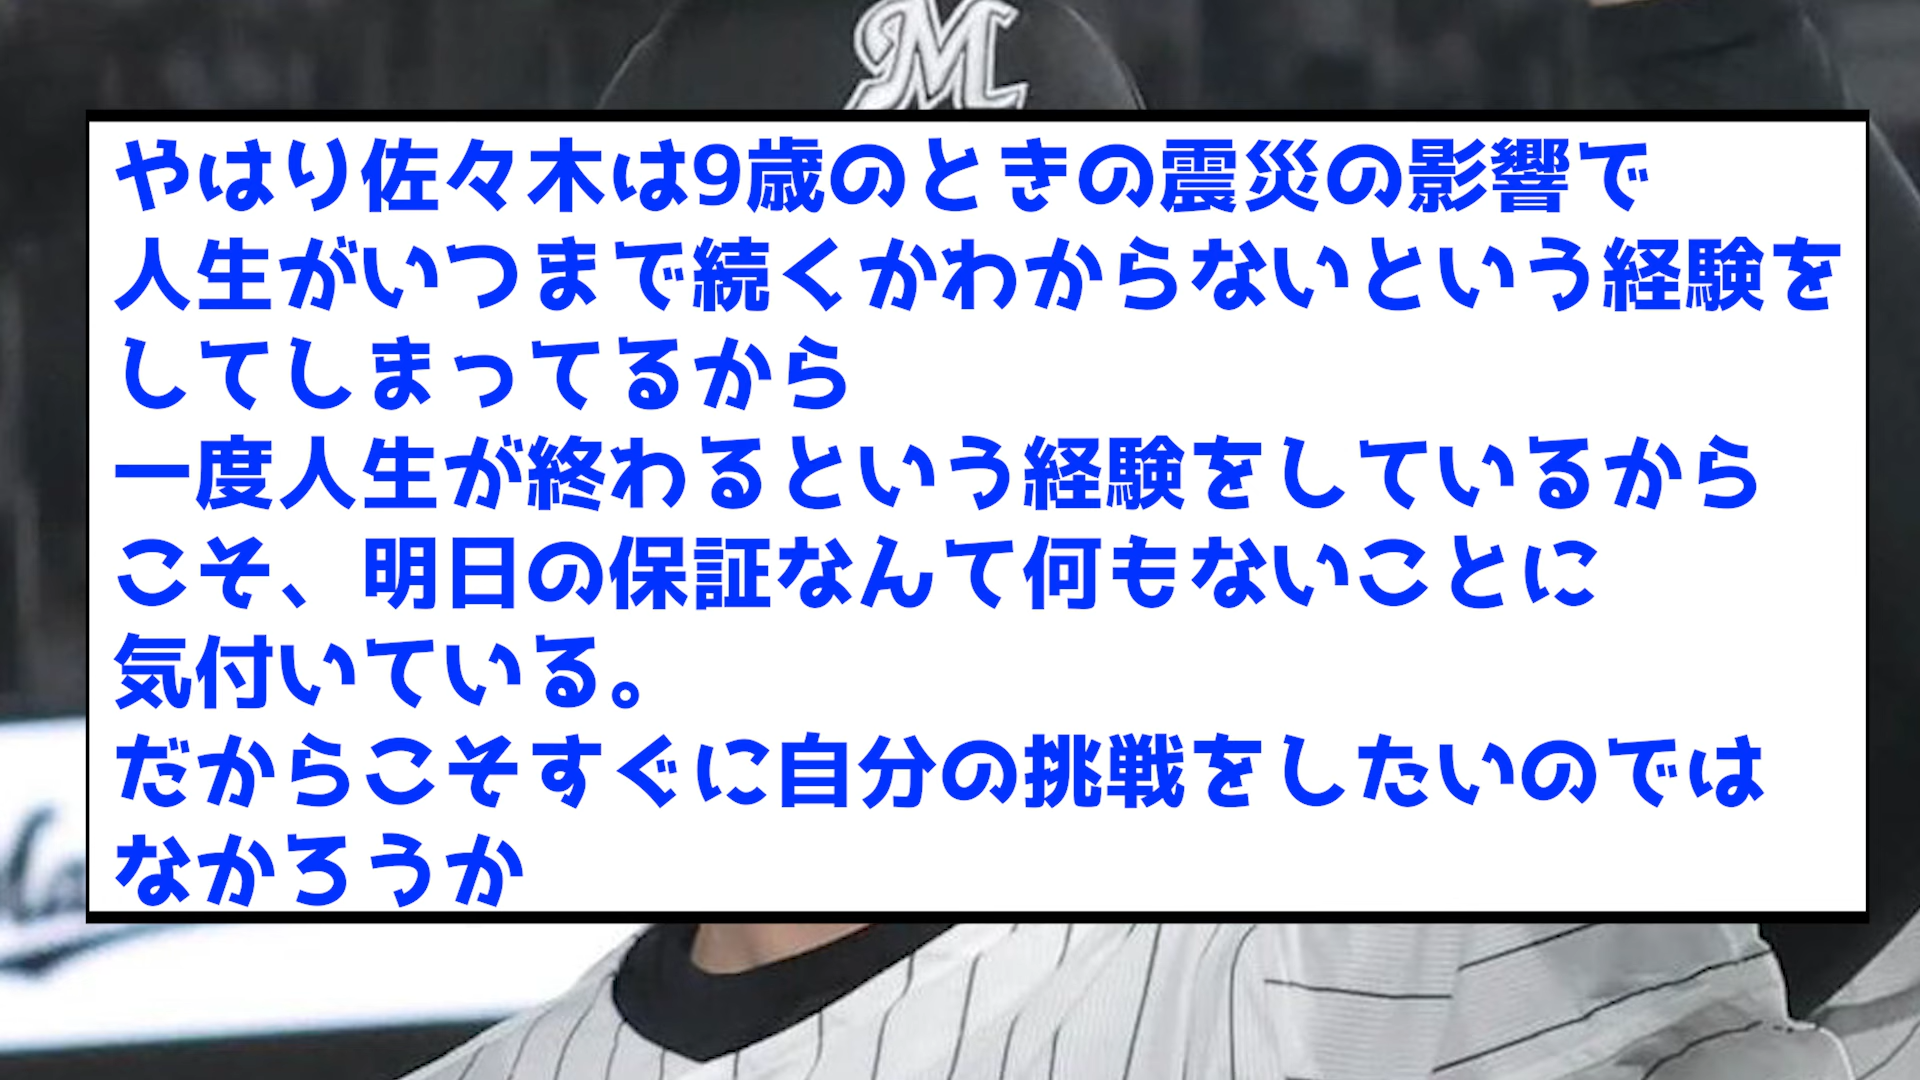 M
やはり佐々木は9歳のときの震災の影響で
人生がいつまで続くかわからないという経験を
してしまってるから
一度人生が終わるという経験をしているから
こそ、明日の保証なんて何もないことに
気付いている。
だからこそすぐに自分の挑戦をしたいのでは
なかろうか